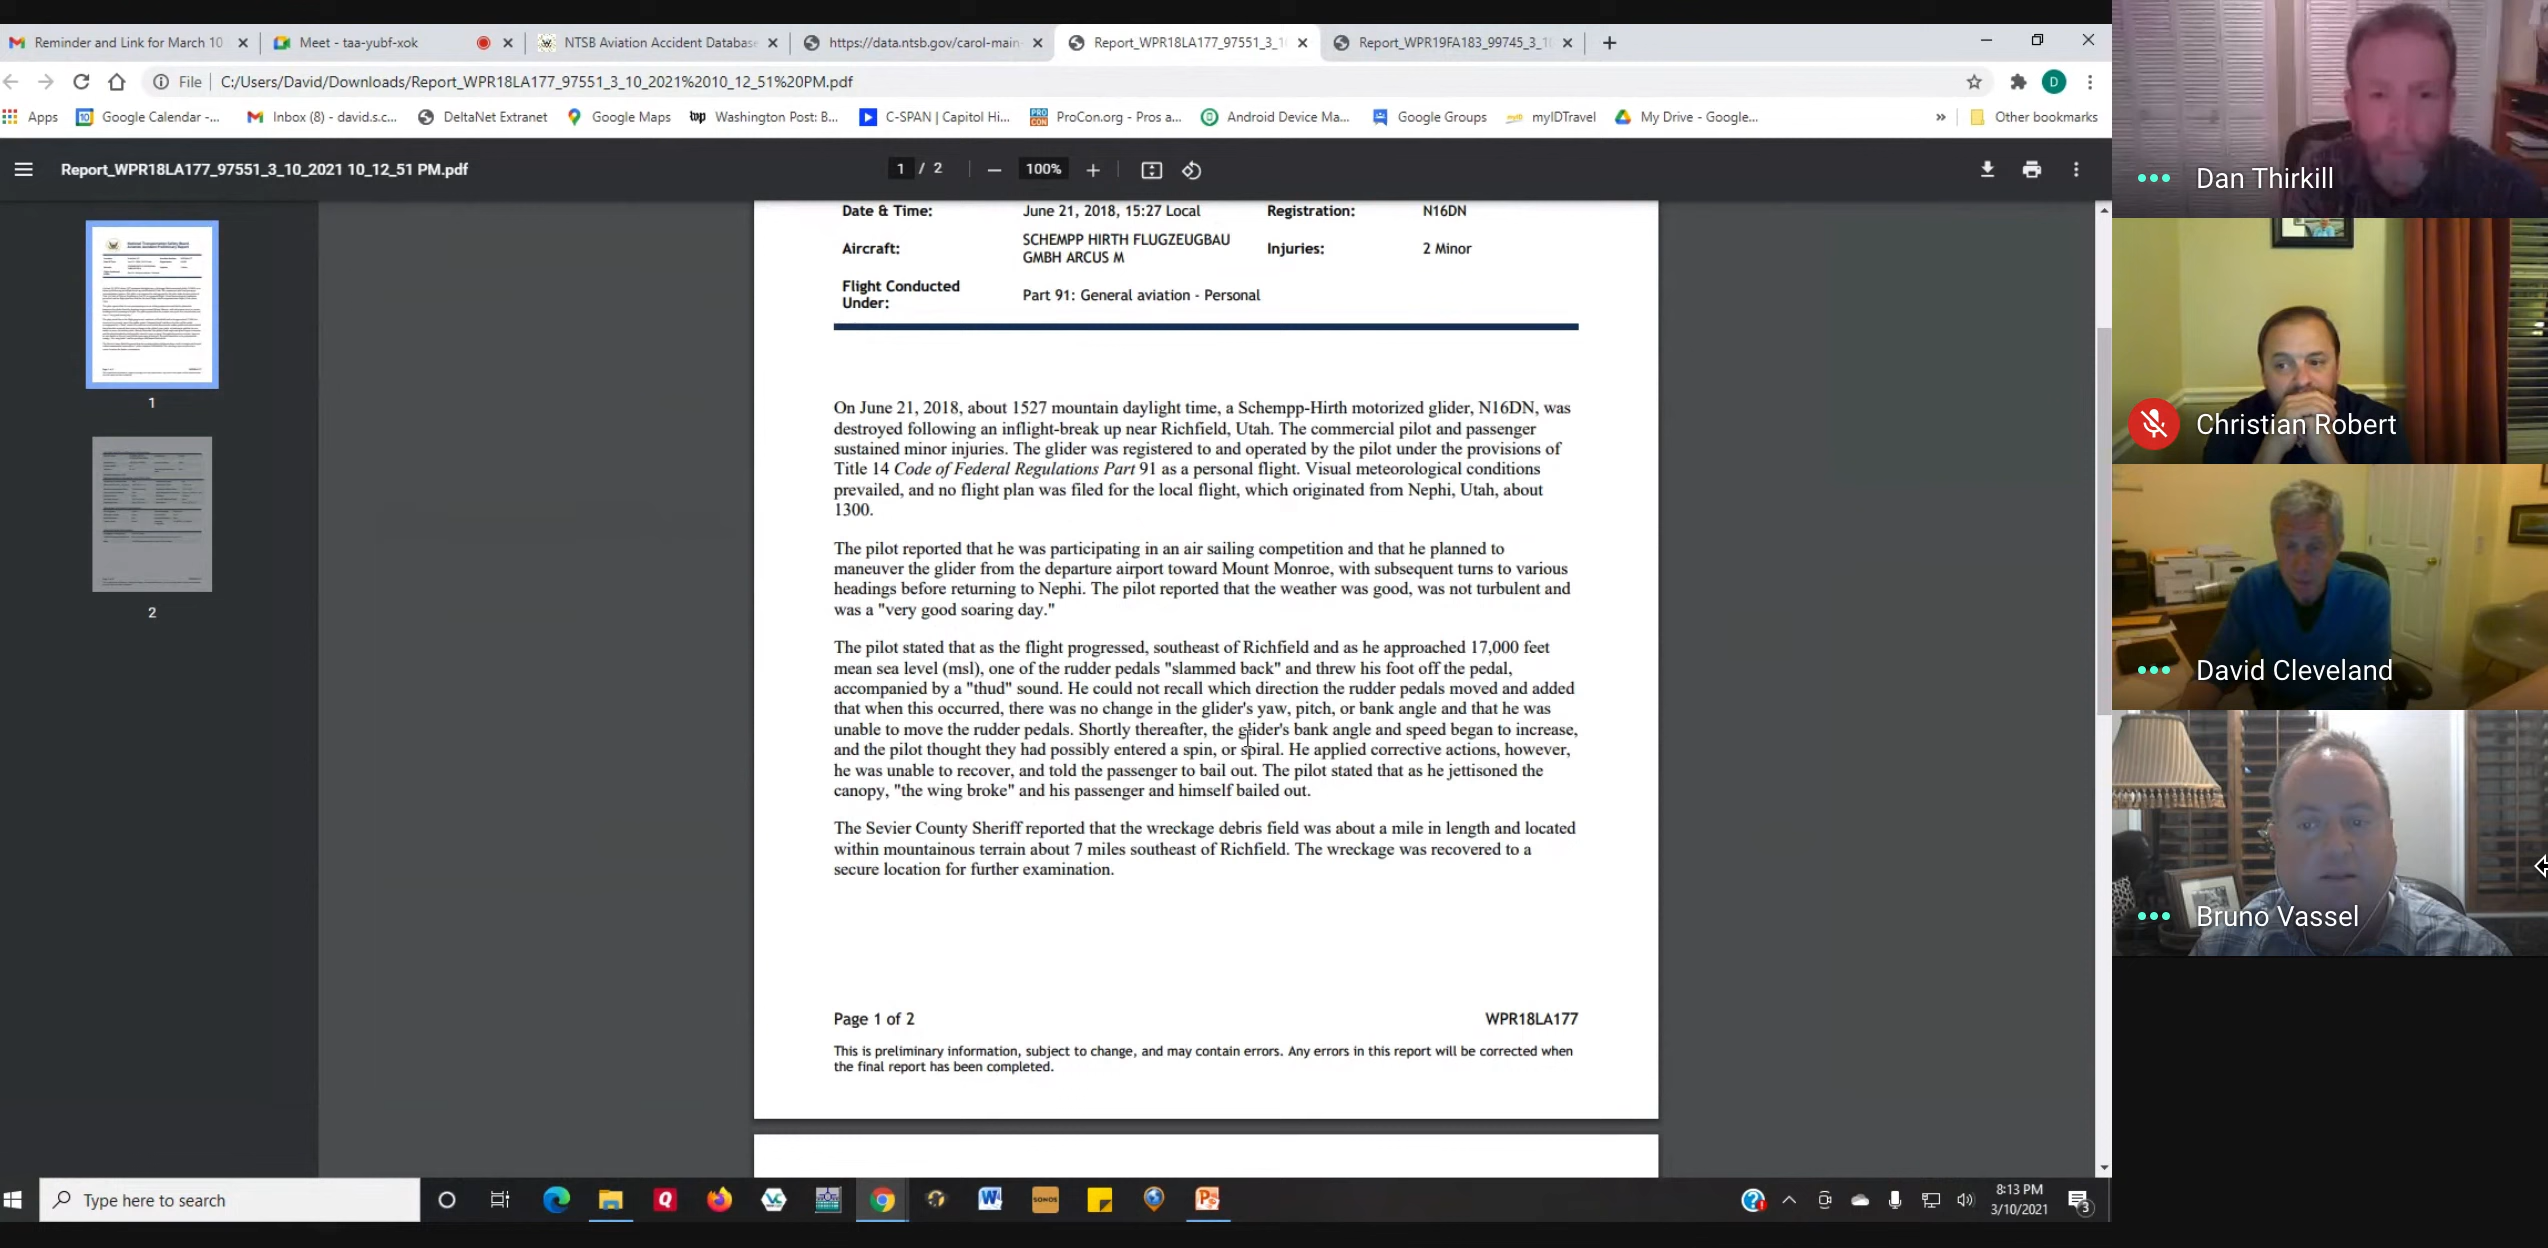 Reminder and Link for March 10
Meet - taa-yubf-xok
NTSB Aviation Accident Database
https://data.ntsb.gov/carol-main-
Report_WPR18LA177_97551_3_1
Report_WPR19FA183_99745_3_1
File
C:/Users/David/Downloads/Report_WPR18LA177_97551_3_10_2021%2010_12_51%20PM.pdf
D
Apps
Google Calendar -...
Inbox (8) - david.s.c...
DeltaNet Extranet
Google Maps
Washington Post: B...
C-SPAN | Capitol Hi...
ProCon.org - Pros a...
Android Device Ma...
Google Groups
myIDTravel
My Drive - Google...
»
Other bookmarks
Report_WPR18LA177_97551_3_10_2021 10_12_51 PM.pdf
1 / 2
100%
1
2
Date & Time: June 21, 2018, 15:27 Local Registration: N16DN
Aircraft: SCHEMPP HIRTH FLUGZEUGBAU GMBH ARCUS M Injuries: 2 Minor
Flight Conducted Under: Part 91: General aviation - Personal
On June 21, 2018, about 1527 mountain daylight time, a Schempp-Hirth motorized glider, N16DN, was
destroyed following an inflight-break up near Richfield, Utah. The commercial pilot and passenger
sustained minor injuries. The glider was registered to and operated by the pilot under the provisions of
Title 14 Code of Federal Regulations Part 91 as a personal flight. Visual meteorological conditions
prevailed, and no flight plan was filed for the local flight, which originated from Nephi, Utah, about
1300.
The pilot reported that he was participating in an air sailing competition and that he planned to
maneuver the glider from the departure airport toward Mount Monroe, with subsequent turns to various
headings before returning to Nephi. The pilot reported that the weather was good, was not turbulent and
was a "very good soaring day."
The pilot stated that as the flight progressed, southeast of Richfield and as he approached 17,000 feet
mean sea level (msl), one of the rudder pedals "slammed back" and threw his foot off the pedal,
accompanied by a "thud" sound. He could not recall which direction the rudder pedals moved and added
that when this occurred, there was no change in the glider's yaw, pitch, or bank angle and that he was
unable to move the rudder pedals. Shortly thereafter, the glider's bank angle and speed began to increase,
and the pilot thought they had possibly entered a spin, or spiral. He applied corrective actions, however,
he was unable to recover, and told the passenger to bail out. The pilot stated that as he jettisoned the
canopy, "the wing broke" and his passenger and himself bailed out.
The Sevier County Sheriff reported that the wreckage debris field was about a mile in length and located
within mountainous terrain about 7 miles southeast of Richfield. The wreckage was recovered to a
secure location for further examination.
Page 1 of 2 WPR18LA177
This is preliminary information, subject to change, and may contain errors. Any errors in this report will be corrected when
the final report has been completed.
Dan Thirkill
Christian Robert
David Cleveland
Bruno Vassel
Type here to search
SONOS
8:13 PM
3/10/2021
3